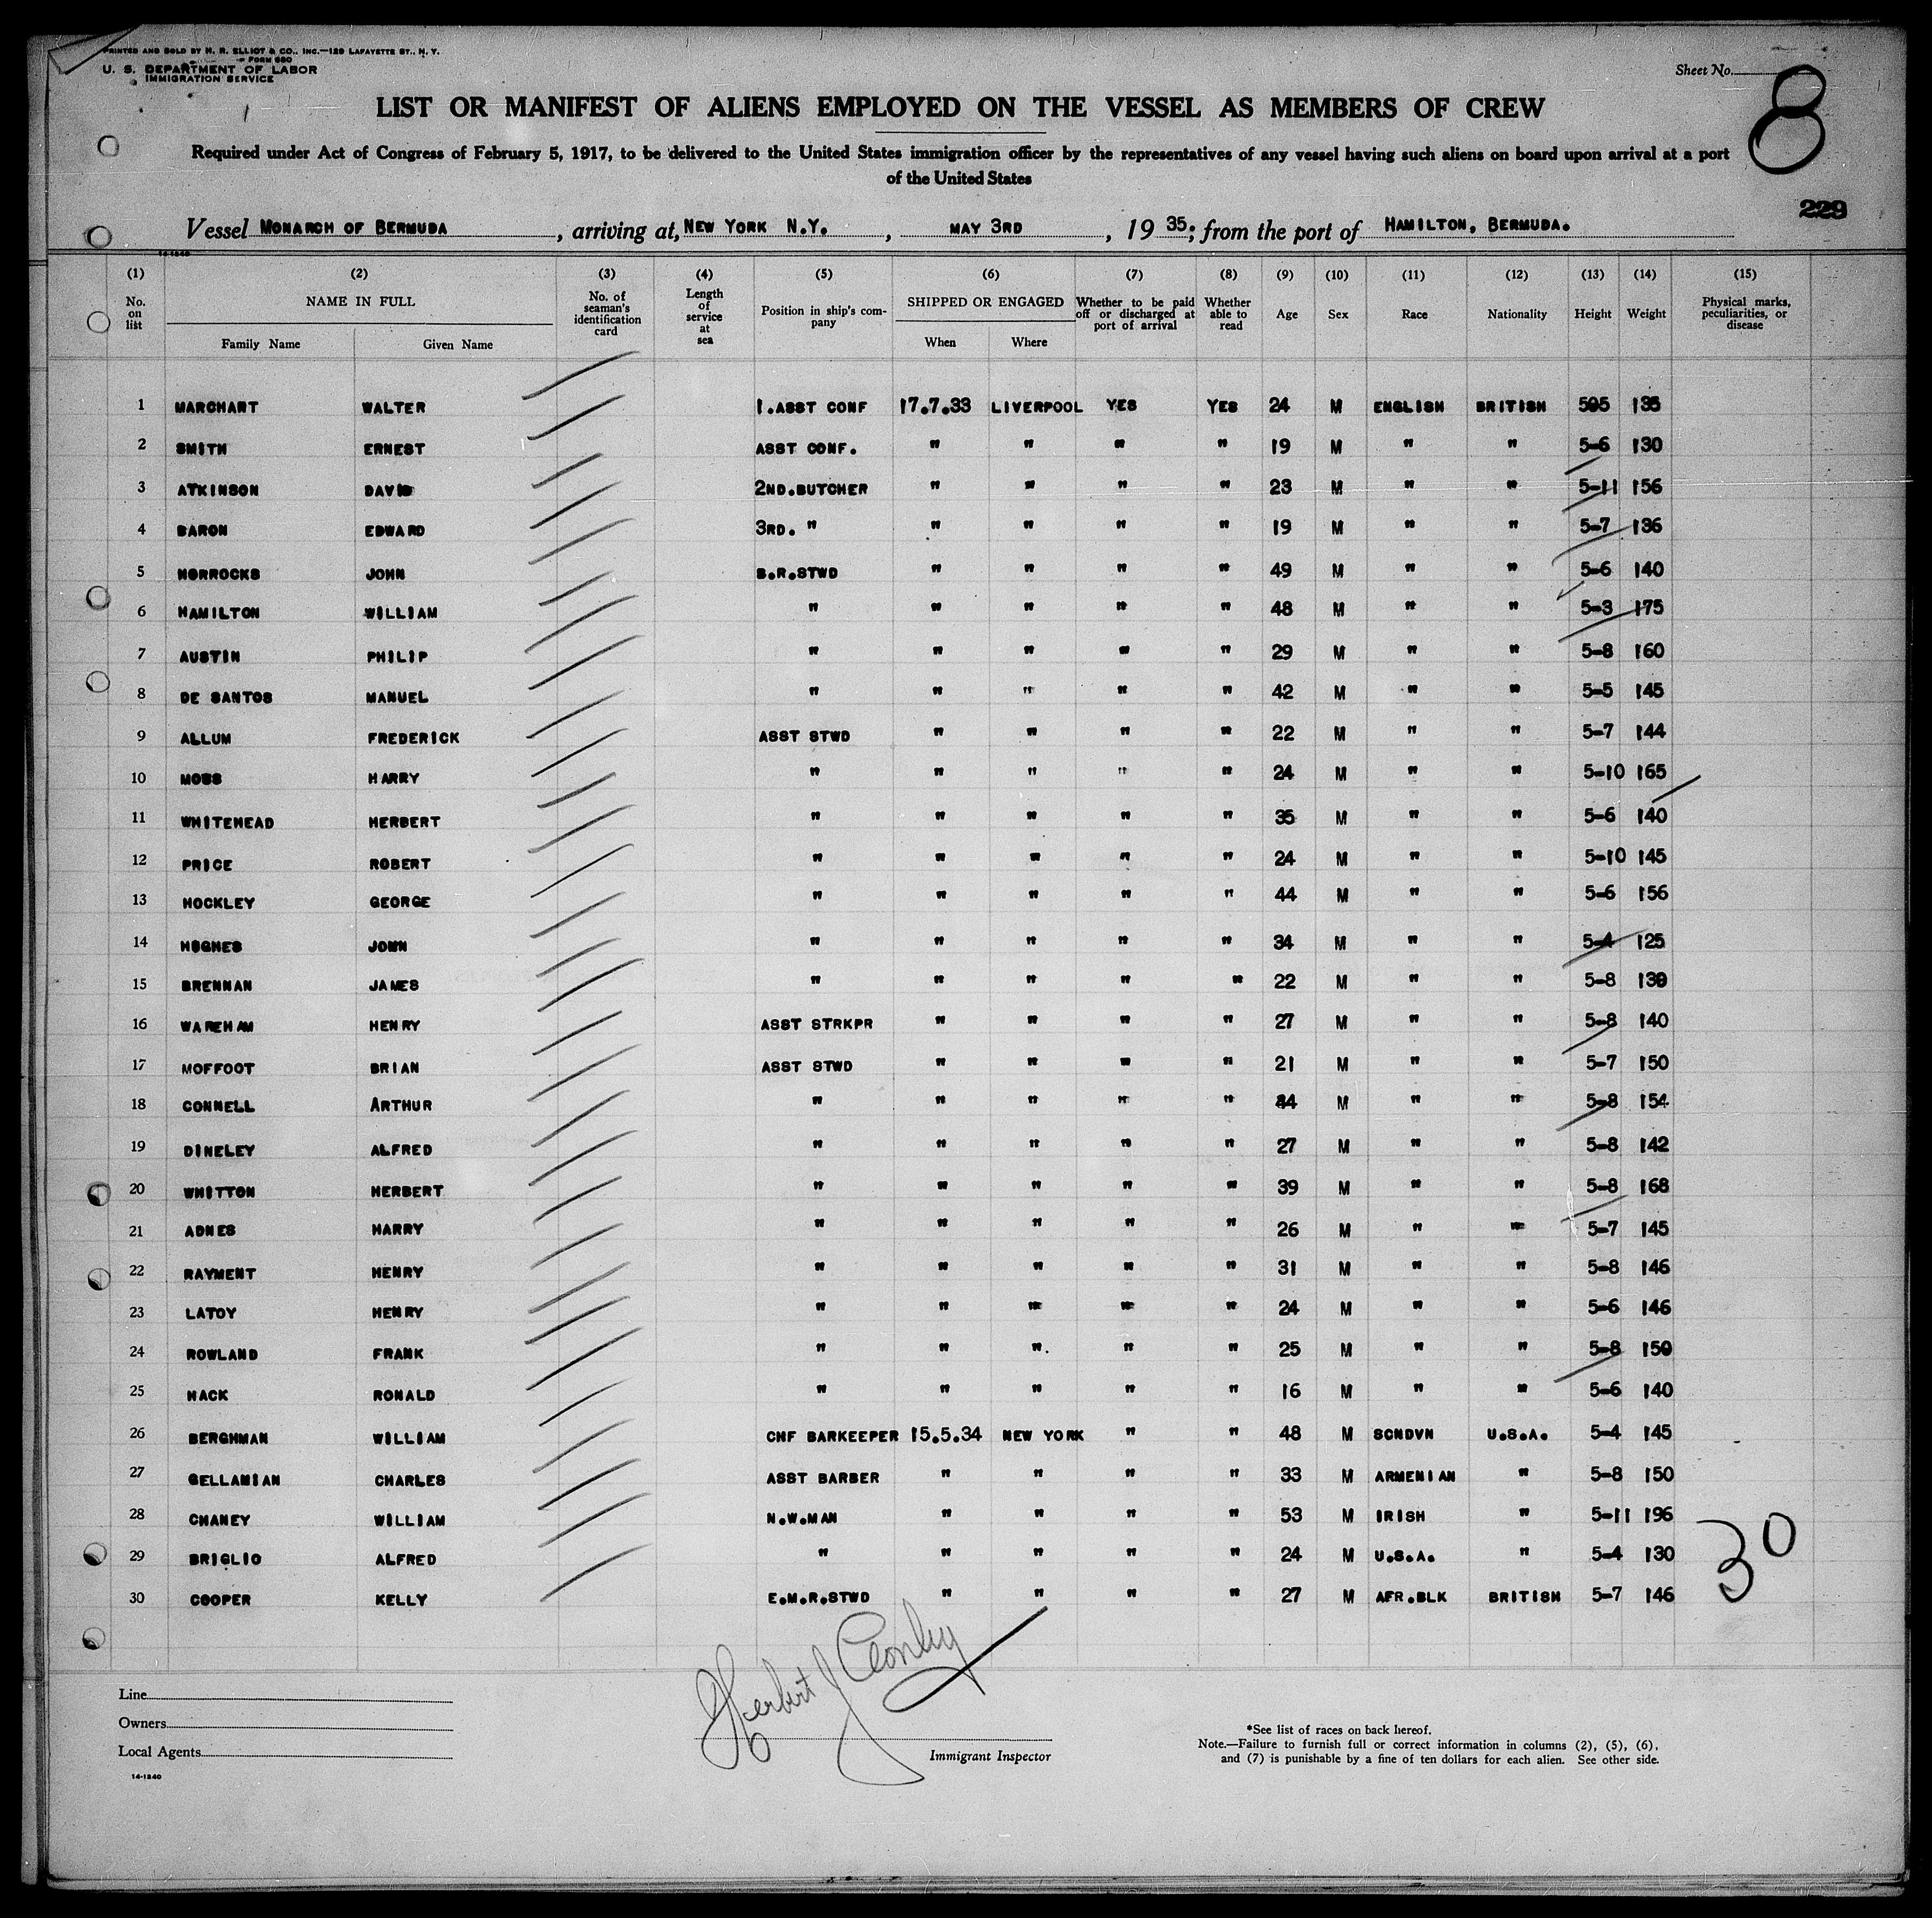 PRINTED AND SOLD BY H. R. ELLIOT & CO., INC.—129 LAFAYETTE ST., N. Y.
FORM 680
U. S. DEPARTMENT OF LABOR
IMMIGRATION SERVICE
Sheet No. 8
LIST OR MANIFEST OF ALIENS EMPLOYED ON THE VESSEL AS MEMBERS OF CREW
Required under Act of Congress of February 5, 1917, to be delivered to the United States immigration officer by the representatives of any vessel having such aliens on board upon arrival at a port
of the United States
229
Vessel MONARCH OF BERMUDA, arriving at, NEW YORK N.Y., MAY 3RD, 19 35; from the port of HAMILTON, BERMUDA.
14-1240
(1) (2) (3) (4) (5) (6) (7) (8) (9) (10) (11) (12) (13) (14) (15)
No. on list NAME IN FULL Family Name Given Name No. of seaman's identification card Length of service at sea Position in ship's company SHIPPED OR ENGAGED When Where Whether to be paid off or discharged at port of arrival Whether able to read Age Sex Race Nationality Height Weight Physical marks, peculiarities, or disease
1 MARCHANT WALTER 1.ASST CONF 17.7.33 LIVERPOOL YES YES 24 M ENGLISH BRITISH 505 135
2 SMITH ERNEST ASST CONF. " " " " 19 M " " 5-6 130
3 ATKINSON DAVID 2ND.BUTCHER " " " " 23 M " " 5-11 156
4 BARON EDWARD 3RD. " " " " " 19 M " " 5-7 136
5 HORROCKS JOHN B.R.STWD " " " " 49 M " " 5-6 140
6 HAMILTON WILLIAM " " " " " 48 M " " 5-3 175
7 AUSTIN PHILIP " " " " " 29 M " " 5-8 160
8 DE SANTOS MANUEL " " " " " 42 M " " 5-5 145
9 ALLUM FREDERICK ASST STWD " " " " 22 M " " 5-7 144
10 MOSS HARRY " " " " " 24 M " " 5-10 165
11 WHITEHEAD HERBERT " " " " " 35 M " " 5-6 140
12 PRICE ROBERT " " " " " 24 M " " 5-10 145
13 HOCKLEY GEORGE " " " " " 44 M " " 5-6 156
14 HUGHES JOHN " " " " " 34 M " " 5-4 125
15 BRENNAN JAMES " " " " " 22 M " " 5-8 130
16 WAREHAM HENRY ASST STRKPR " " " " 27 M " " 5-8 140
17 MOFFOOT BRIAN ASST STWD " " " " 21 M " " 5-7 150
18 CONNELL ARTHUR " " " " " 44 M " " 5-8 154
19 DINELEY ALFRED " " " " " 27 M " " 5-8 142
20 WHITTON HERBERT " " " " " 39 M " " 5-8 168
21 ADNES HARRY " " " " " 26 M " " 5-7 145
22 RAYMENT HENRY " " " " " 31 M " " 5-8 146
23 LATOY HENRY " " " " " 24 M " " 5-6 146
24 ROWLAND FRANK " " " " " 25 M " " 5-8 150
25 HACK RONALD " " " " " 16 M " " 5-6 140
26 BERGHMAN WILLIAM CHF BARKEEPER 15.5.34 NEW YORK " " 48 M SCNDVN U.S.A. 5-4 145
27 GELLAMIAN CHARLES ASST BARBER " " " " 33 M ARMENIAN " 5-8 150
28 CHANEY WILLIAM N.W.MAN " " " " 53 M IRISH " 5-11 196
29 BRIGLIO ALFRED " " " " " 24 M U.S.A. " 5-4 130
30 COOPER KELLY E.M.R.STWD " " " " 27 M AFR.BLK BRITISH 5-7 146
30
Line
Owners
Local Agents
14-1240
Herbert J
Immigrant Inspector
*See list of races on back hereof.
Note.—Failure to furnish full or correct information in columns (2), (5), (6),
and (7) is punishable by a fine of ten dollars for each alien. See other side.